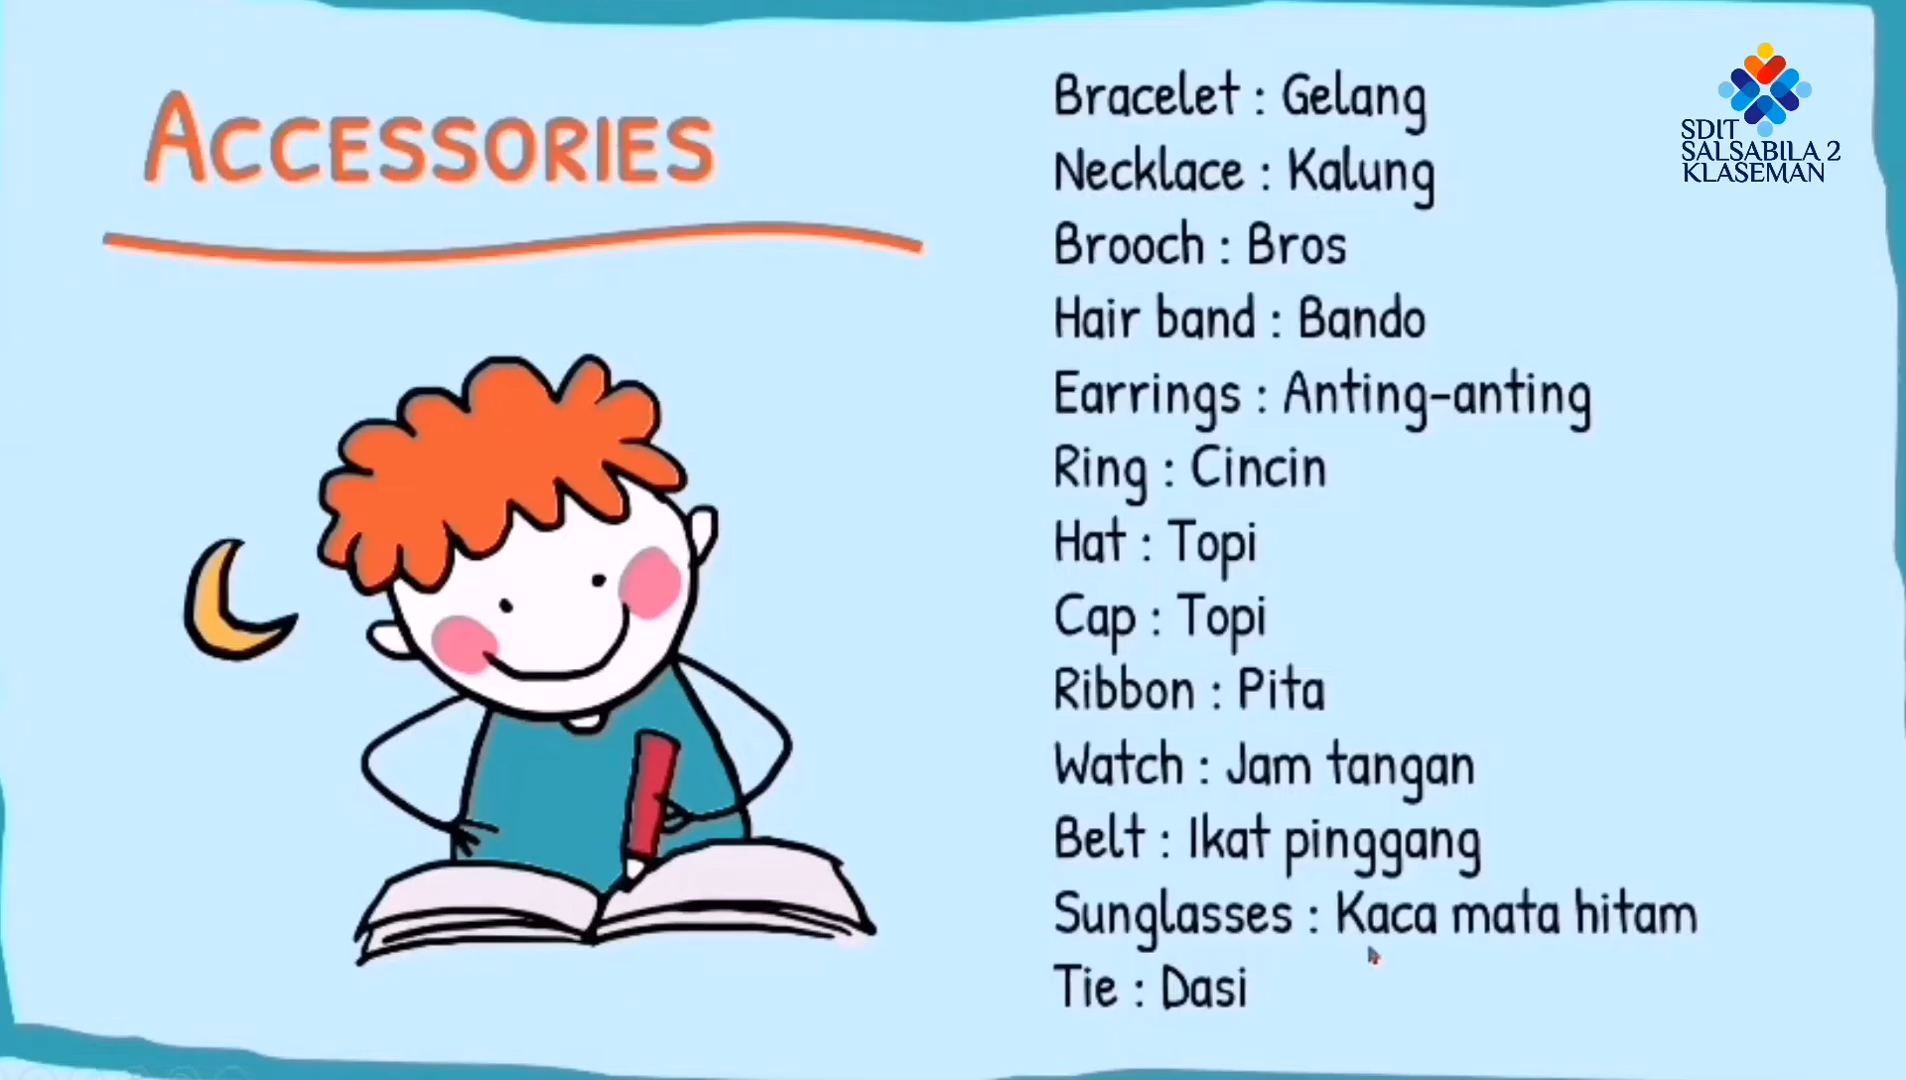 ACCESSORIES
Bracelet : Gelang
Necklace : Kalung
Brooch : Bros
Hair band : Bando
Earrings : Anting-anting
Ring : Cincin
Hat : Topi
Cap : Topi
Ribbon : Pita
Watch : Jam tangan
Belt : Ikat pinggang
Sunglasses : Kaca mata hitam
Tie : Dasi
SDIT
SALSABILA 2
KLASEMAN